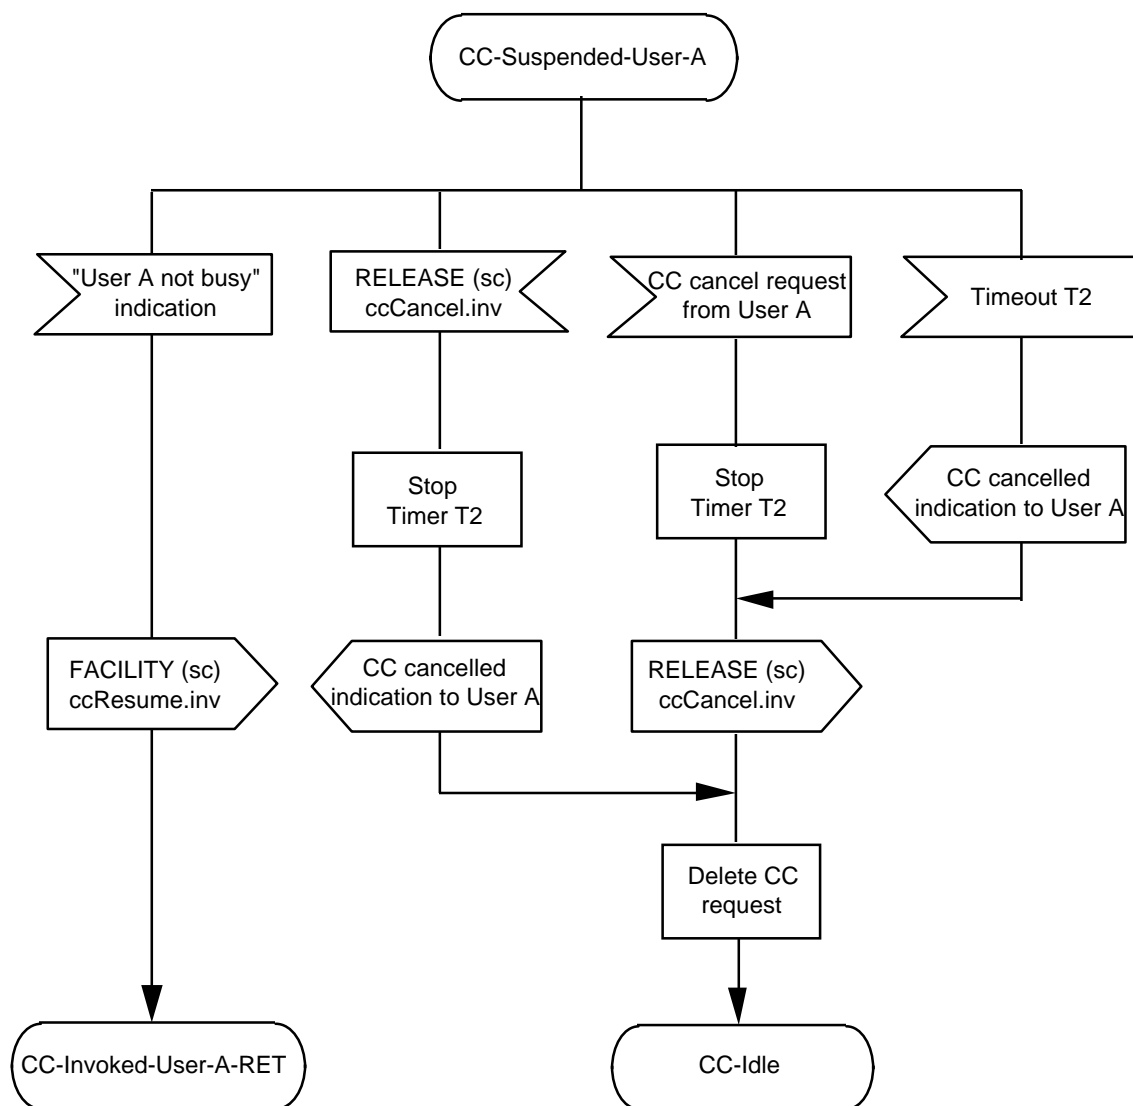 CC-Suspended-User-A
"User A not busy"
indication
RELEASE (sc)
ccCancel.inv
CC cancel request
from User A
Timeout T2
Stop
Timer T2
Stop
Timer T2
CC cancelled
indication to User A
FACILITY (sc)
ccResume.inv
CC cancelled
indication to User A
RELEASE (sc)
ccCancel.inv
Delete CC
request
CC-Invoked-User-A-RET
CC-Idle